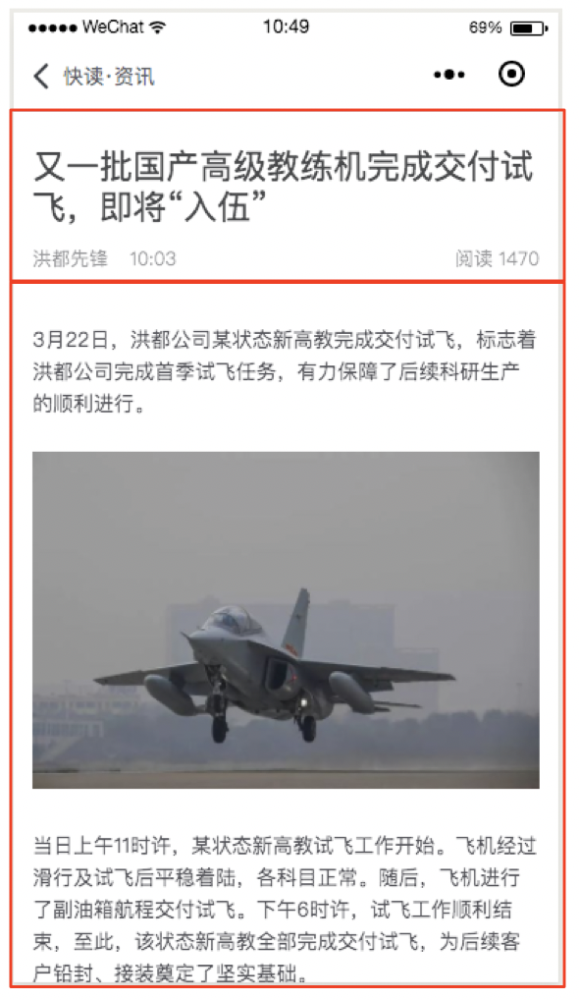 WeChat 10:49 69%
快读·资讯
又一批国产高级教练机完成交付试
飞，即将“入伍”
洪都先锋 10:03 阅读 1470
3月22日，洪都公司某状态新高教完成交付试飞，标志着
洪都公司完成首季试飞任务，有力保障了后续科研生产
的顺利进行。
当日上午11时许，某状态新高教试飞工作开始。飞机经过
滑行及试飞后平稳着陆，各科目正常。随后，飞机进行
了副油箱航程交付试飞。下午6时许，试飞工作顺利结
束，至此，该状态新高教全部完成交付试飞，为后续客
户铅封、接装奠定了坚实基础。